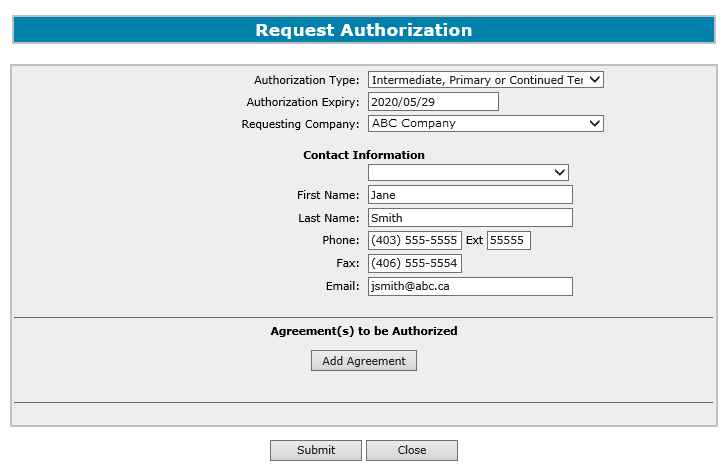 Request Authorization
Authorization Type: Intermediate, Primary or Continued Ter
Authorization Expiry: 2020/05/29
Requesting Company: ABC Company
Contact Information
First Name: Jane
Last Name: Smith
Phone: (403) 555-5555 Ext 55555
Fax: (406) 555-5554
Email: jsmith@abc.ca
Agreement(s) to be Authorized
Add Agreement
Submit Close